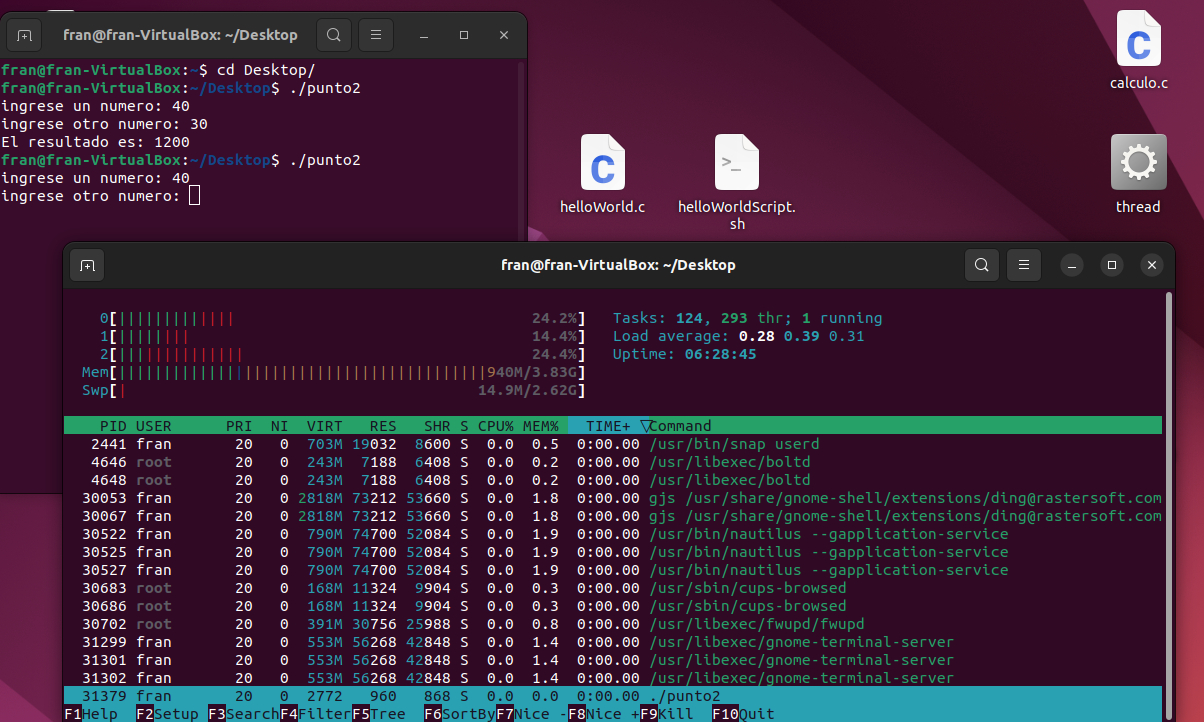 fran@fran-VirtualBox: ~/Desktop
fran@fran-VirtualBox:~$ cd Desktop/
fran@fran-VirtualBox:~/Desktop$ ./punto2
ingrese un numero: 40
ingrese otro numero: 30
El resultado es: 1200
fran@fran-VirtualBox:~/Desktop$ ./punto2
ingrese un numero: 40
ingrese otro numero:
calculo.c
helloWorld.c
helloWorldScript.
sh
thread
fran@fran-VirtualBox: ~/Desktop
0[||||||||||||| 24.2%] Tasks: 124, 293 thr; 1 running
1[|||||||| 14.4%] Load average: 0.28 0.39 0.31
2[|||||||||||||| 24.4%] Uptime: 06:28:45
Mem[|||||||||||||||||||||||||||||||||||||||||940M/3.83G]
Swp[| 14.9M/2.62G]
PID USER PRI NI VIRT RES SHR S CPU% MEM% TIME+ ▽Command
2441 fran 20 0 703M 19032 8600 S 0.0 0.5 0:00.00 /usr/bin/snap userd
4646 root 20 0 243M 7188 6408 S 0.0 0.2 0:00.00 /usr/libexec/boltd
4648 root 20 0 243M 7188 6408 S 0.0 0.2 0:00.00 /usr/libexec/boltd
30053 fran 20 0 2818M 73212 53660 S 0.0 1.8 0:00.00 gjs /usr/share/gnome-shell/extensions/ding@rastersoft.com
30067 fran 20 0 2818M 73212 53660 S 0.0 1.8 0:00.00 gjs /usr/share/gnome-shell/extensions/ding@rastersoft.com
30522 fran 20 0 790M 74700 52084 S 0.0 1.9 0:00.00 /usr/bin/nautilus --gapplication-service
30525 fran 20 0 790M 74700 52084 S 0.0 1.9 0:00.00 /usr/bin/nautilus --gapplication-service
30527 fran 20 0 790M 74700 52084 S 0.0 1.9 0:00.00 /usr/bin/nautilus --gapplication-service
30683 root 20 0 168M 11324 9904 S 0.0 0.3 0:00.00 /usr/sbin/cups-browsed
30686 root 20 0 168M 11324 9904 S 0.0 0.3 0:00.00 /usr/sbin/cups-browsed
30702 root 20 0 391M 30756 25988 S 0.0 0.8 0:00.00 /usr/libexec/fwupd/fwupd
31299 fran 20 0 553M 56268 42848 S 0.0 1.4 0:00.00 /usr/libexec/gnome-terminal-server
31301 fran 20 0 553M 56268 42848 S 0.0 1.4 0:00.00 /usr/libexec/gnome-terminal-server
31302 fran 20 0 553M 56268 42848 S 0.0 1.4 0:00.00 /usr/libexec/gnome-terminal-server
31379 fran 20 0 2772 960 868 S 0.0 0.0 0:00.00 ./punto2
F1Help F2Setup F3SearchF4FilterF5Tree F6SortByF7Nice -F8Nice +F9Kill F10Quit